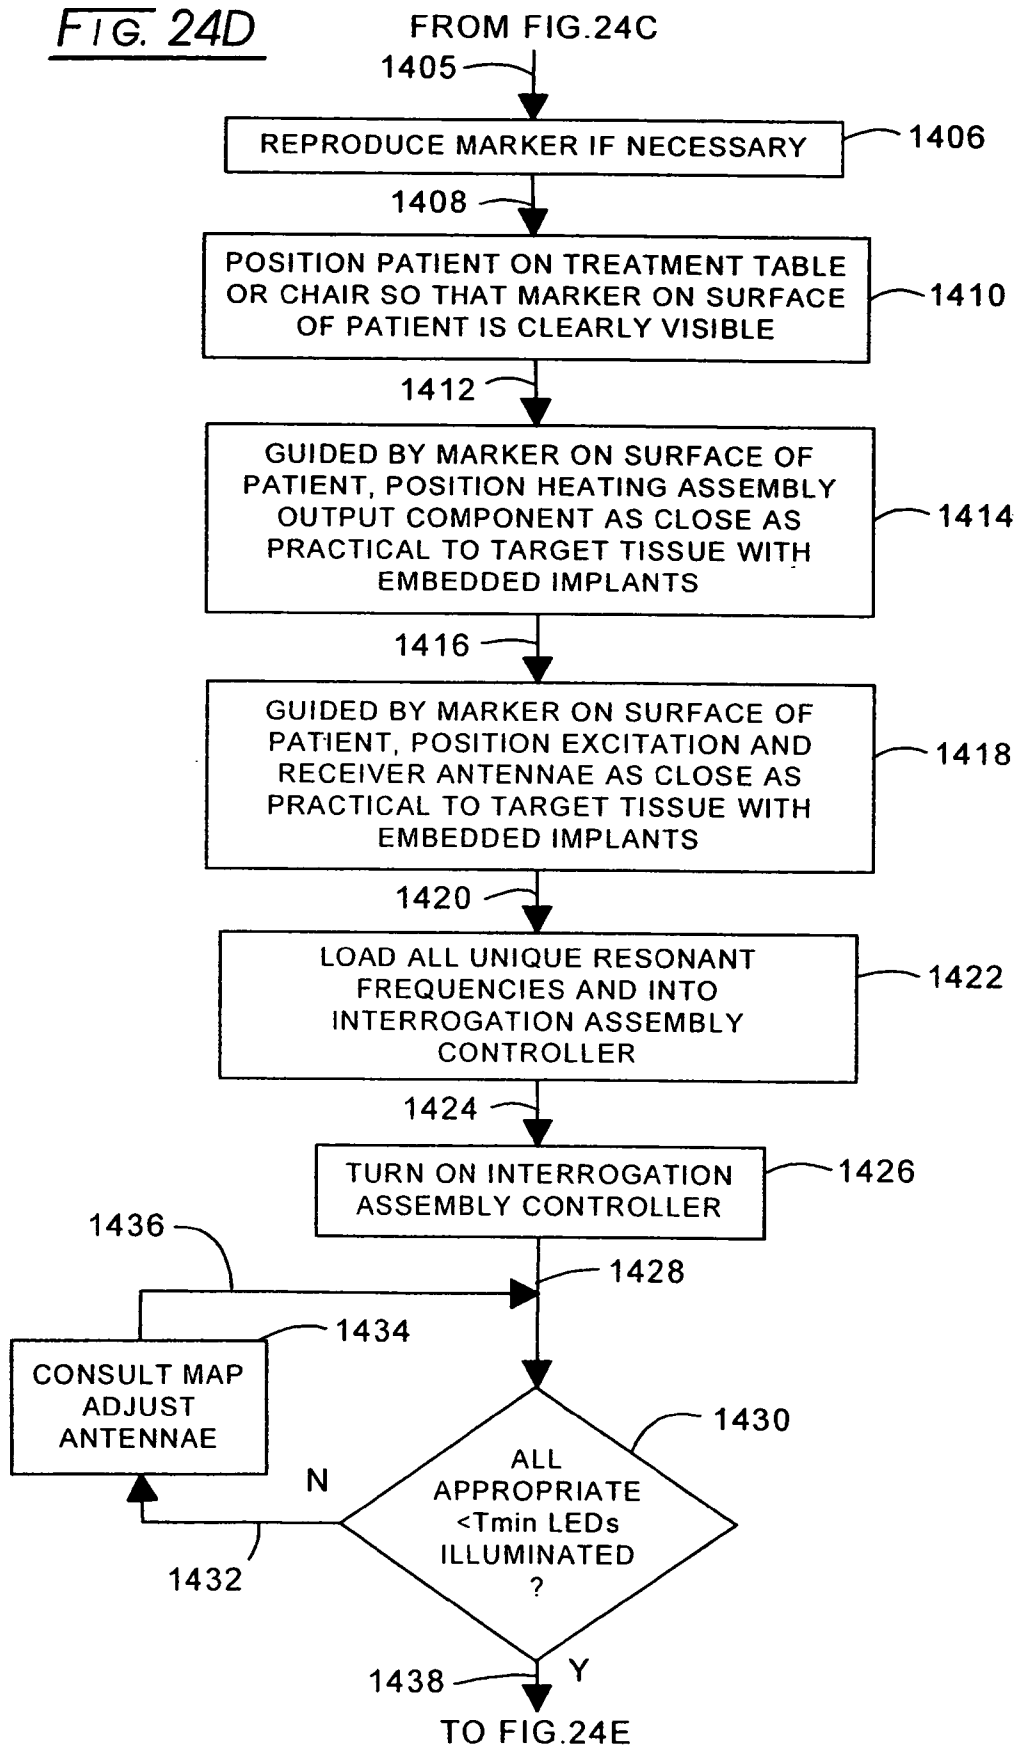 FIG. 24D
FROM FIG.24C
1405
REPRODUCE MARKER IF NECESSARY
1406
1408
POSITION PATIENT ON TREATMENT TABLE
OR CHAIR SO THAT MARKER ON SURFACE
OF PATIENT IS CLEARLY VISIBLE
1410
1412
GUIDED BY MARKER ON SURFACE OF
PATIENT, POSITION HEATING ASSEMBLY
OUTPUT COMPONENT AS CLOSE AS
PRACTICAL TO TARGET TISSUE WITH
EMBEDDED IMPLANTS
1414
1416
GUIDED BY MARKER ON SURFACE OF
PATIENT, POSITION EXCITATION AND
RECEIVER ANTENNAE AS CLOSE AS
PRACTICAL TO TARGET TISSUE WITH
EMBEDDED IMPLANTS
1418
1420
LOAD ALL UNIQUE RESONANT
FREQUENCIES AND INTO
INTERROGATION ASSEMBLY
CONTROLLER
1422
1424
TURN ON INTERROGATION
ASSEMBLY CONTROLLER
1426
1436
1428
1434
CONSULT MAP
ADJUST
ANTENNAE
1430
N
ALL
APPROPRIATE
<Tmin LEDs
ILLUMINATED
?
1432
1438
Y
TO FIG.24E